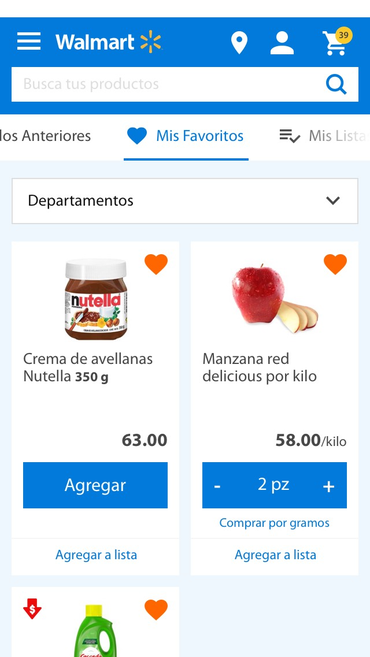 Walmart
39
Busca tus productos
los Anteriores
Mis Favoritos
Mis Lista
Departamentos
nutella
Crema de avellanas
Nutella 350 g
63.00
Agregar
Agregar a lista
Manzana red
delicious por kilo
58.00/kilo
- 2 pz +
Comprar por gramos
Agregar a lista
$